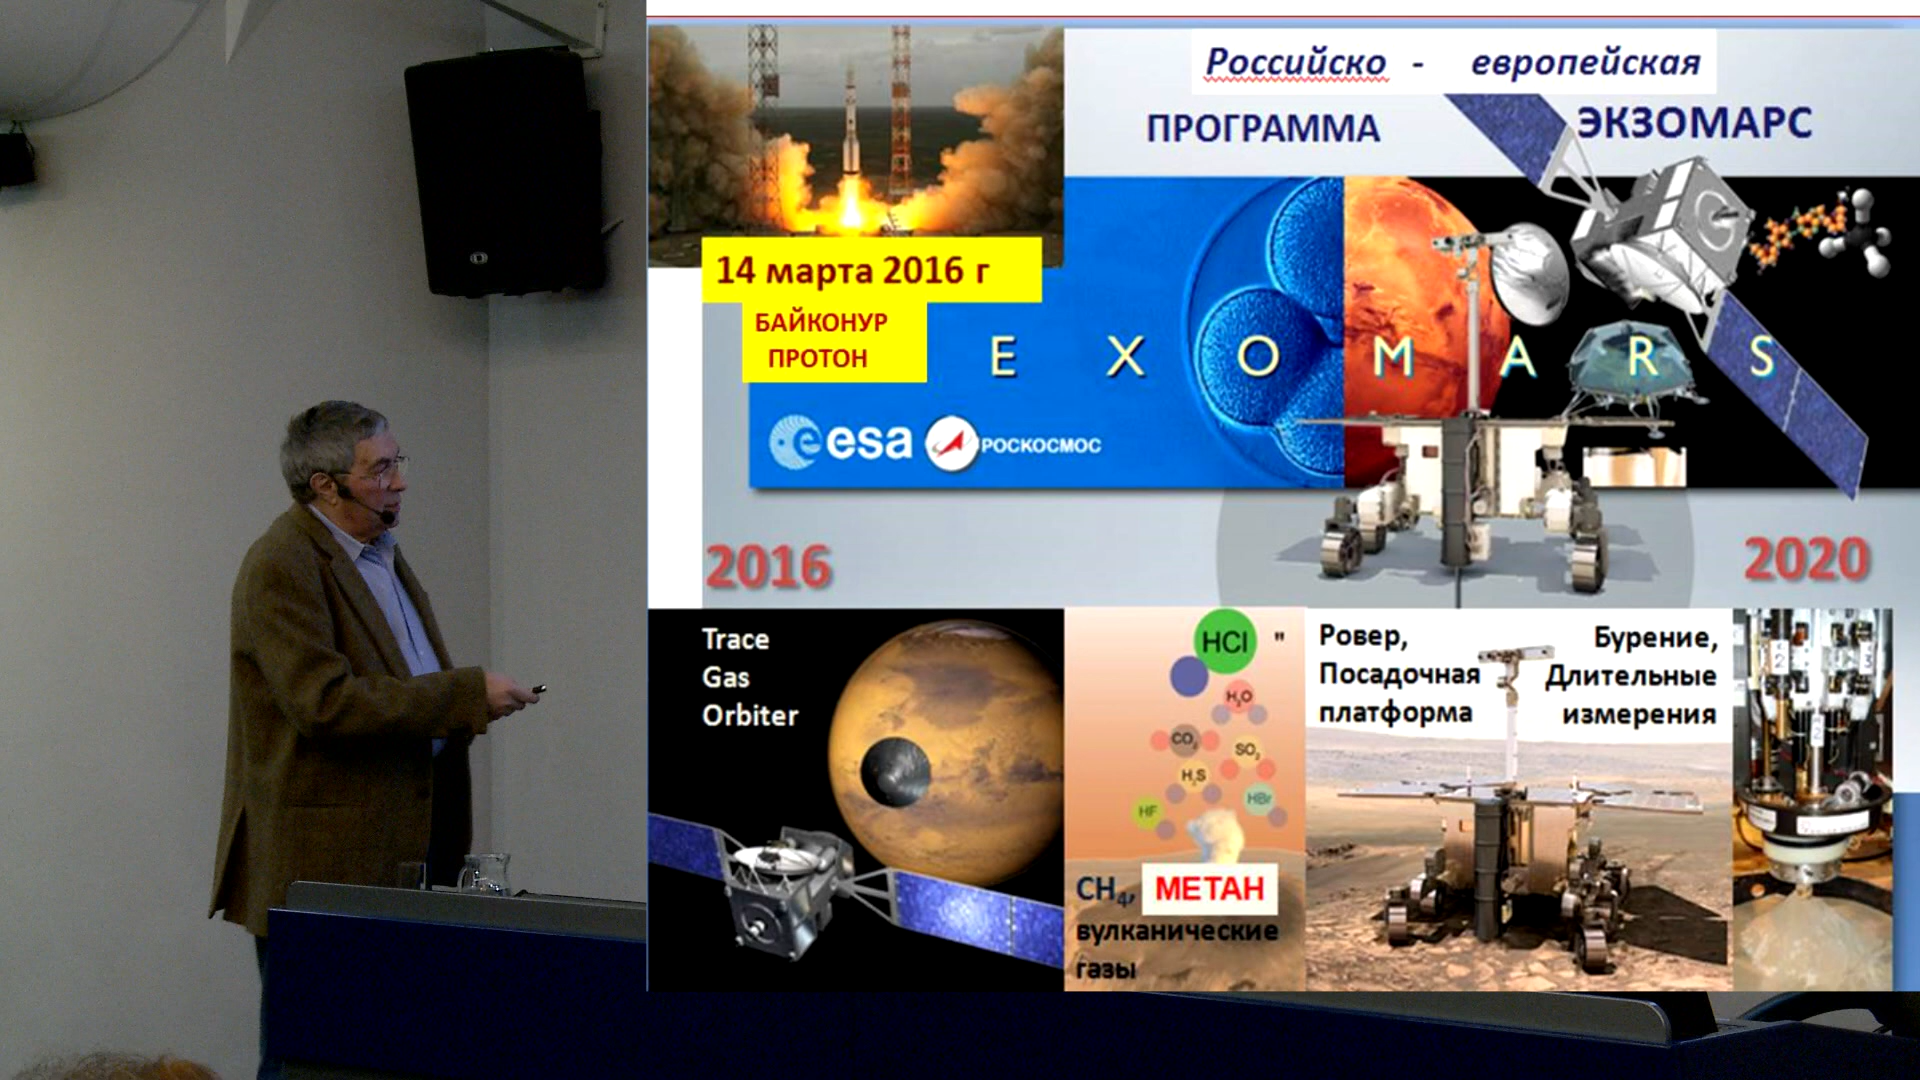 Российско - европейская
ПРОГРАММА ЭКЗОМАРС
14 марта 2016 г
БАЙКОНУР
ПРОТОН
E X O M A R S
esa РОСКОСМОС
2016
2020
Trace
Gas
Orbiter
HCl "
H₂O
CO₂
SO₂
H₂S
HBr
HF
CH₄, МЕТАН
вулканические
газы
Ровер,
Посадочная
платформа
Бурение,
Длительные
измерения